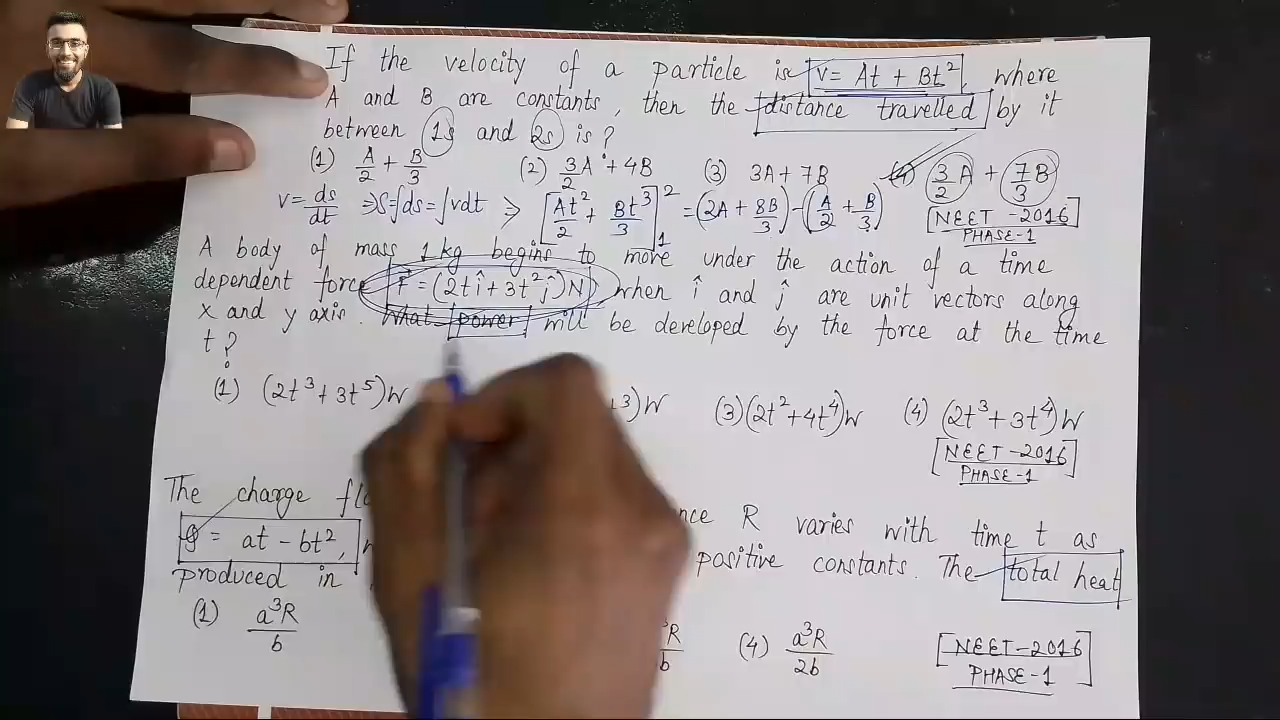 If the velocity of a particle is v = At + Bt², where
A and B are constants, then the distance travelled by it
between 1s and 2s is?
(1) A/2 + B/3 (2) 3/2 A + 4B (3) 3A + 7B (4) 3/2 A + 7/3 B
v = ds/dt ⇒ S=∫ds = ∫vdt ⇒ [At²/2 + Bt³/3]₁² = (2A + 8B/3) - (A/2 + B/3) [NEET -2016] PHASE-1
A body of mass 1 kg begins to move under the action of a time
dependent force F = (2tî + 3t²ĵ)N when î and ĵ are unit vectors along
x and y axis. What power will be developed by the force at the time
t?
(1) (2t³ + 3t⁵)W 3)W (3) (2t² + 4t⁴)W (4) (2t³ + 3t⁴)W
[NEET -2016] PHASE-1
The charge R varies with time t as
= at - bt², positive constants. The total heat
produced in
(1) a³R/b R/b (4) a³R/2b [NEET -2016] PHASE-1